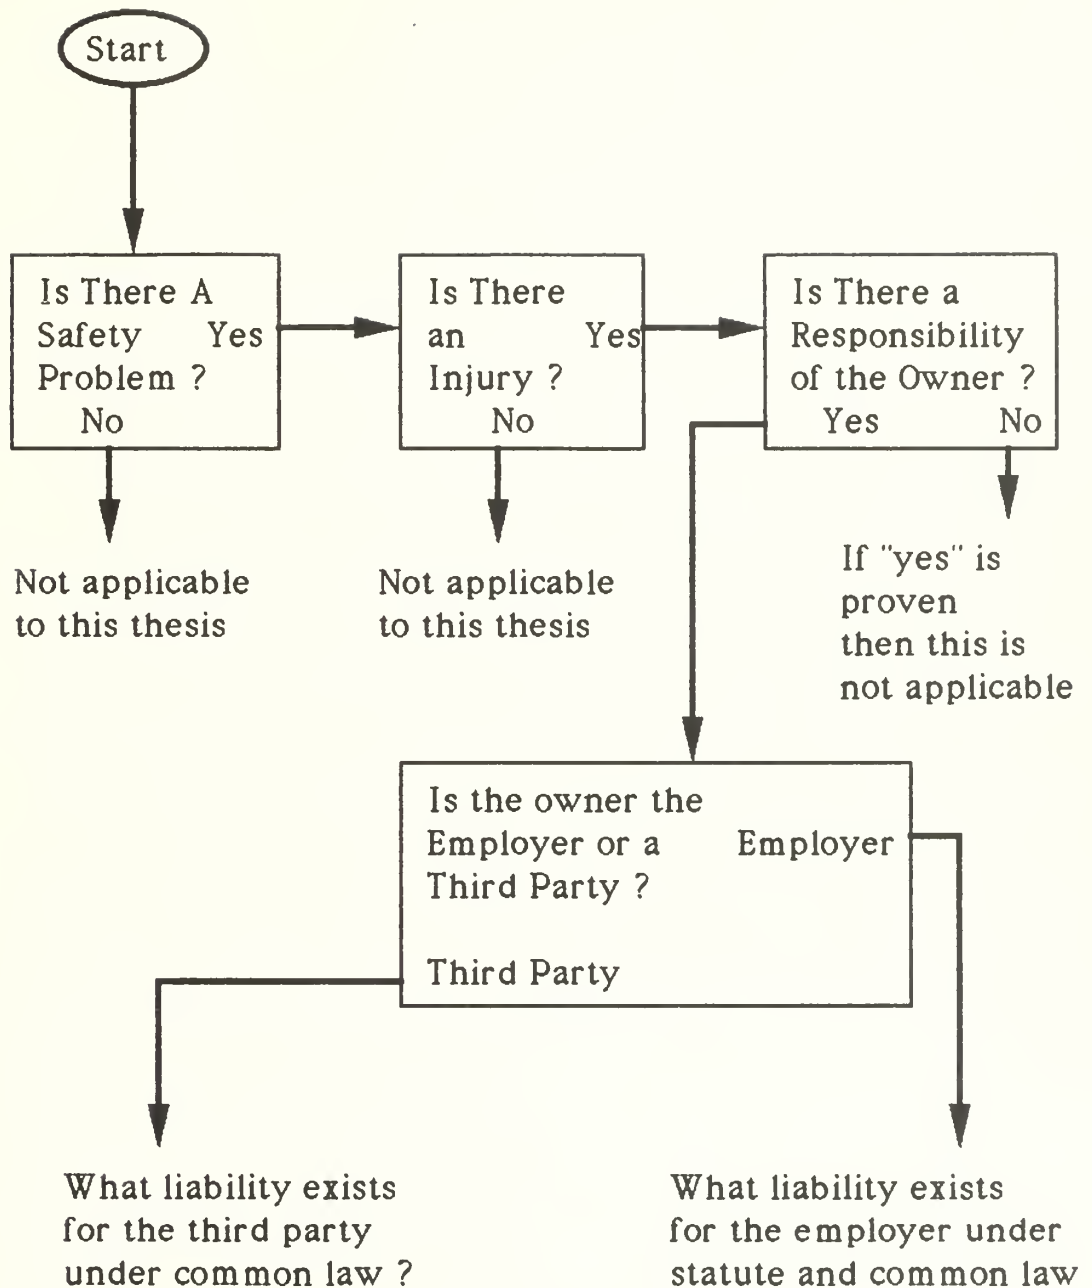 Start
Is There A
Safety Yes
Problem ?
No
Is There
an Yes
Injury ?
No
Is There a
Responsibility
of the Owner ?
Yes No
Not applicable
to this thesis
Not applicable
to this thesis
If "yes" is
proven
then this is
not applicable
Is the owner the
Employer or a Employer
Third Party ?
Third Party
What liability exists
for the third party
under common law ?
What liability exists
for the employer under
statute and common law